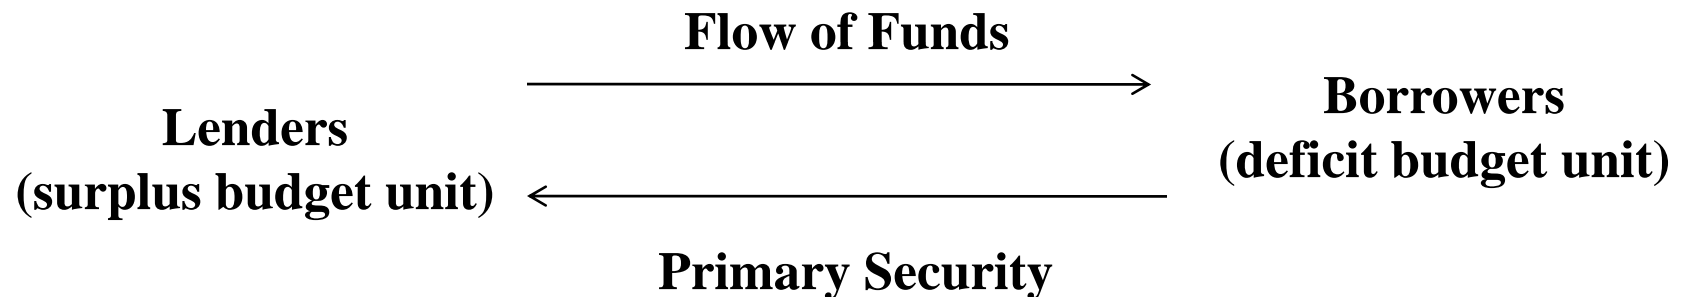 Flow of Funds
Lenders
(surplus budget unit)
Borrowers
(deficit budget unit)
Primary Security